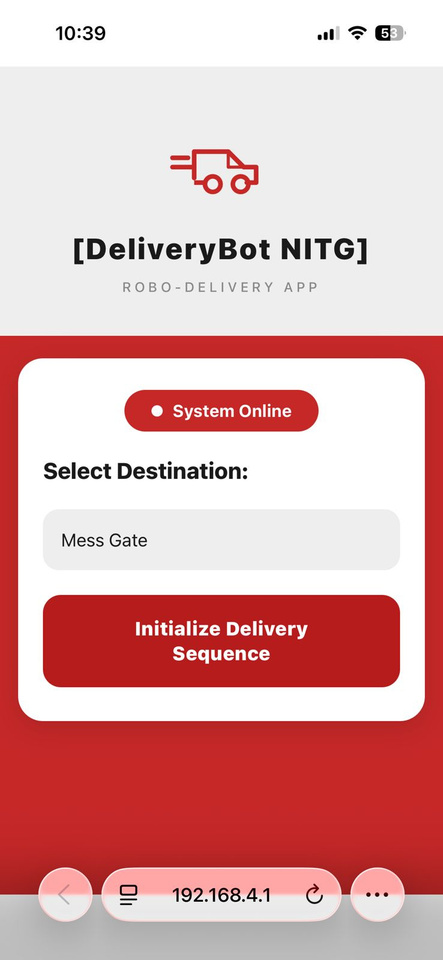 10:39
53
[DeliveryBot NITG]
ROBO-DELIVERY APP
System Online
Select Destination:
Mess Gate
Initialize Delivery
Sequence
192.168.4.1